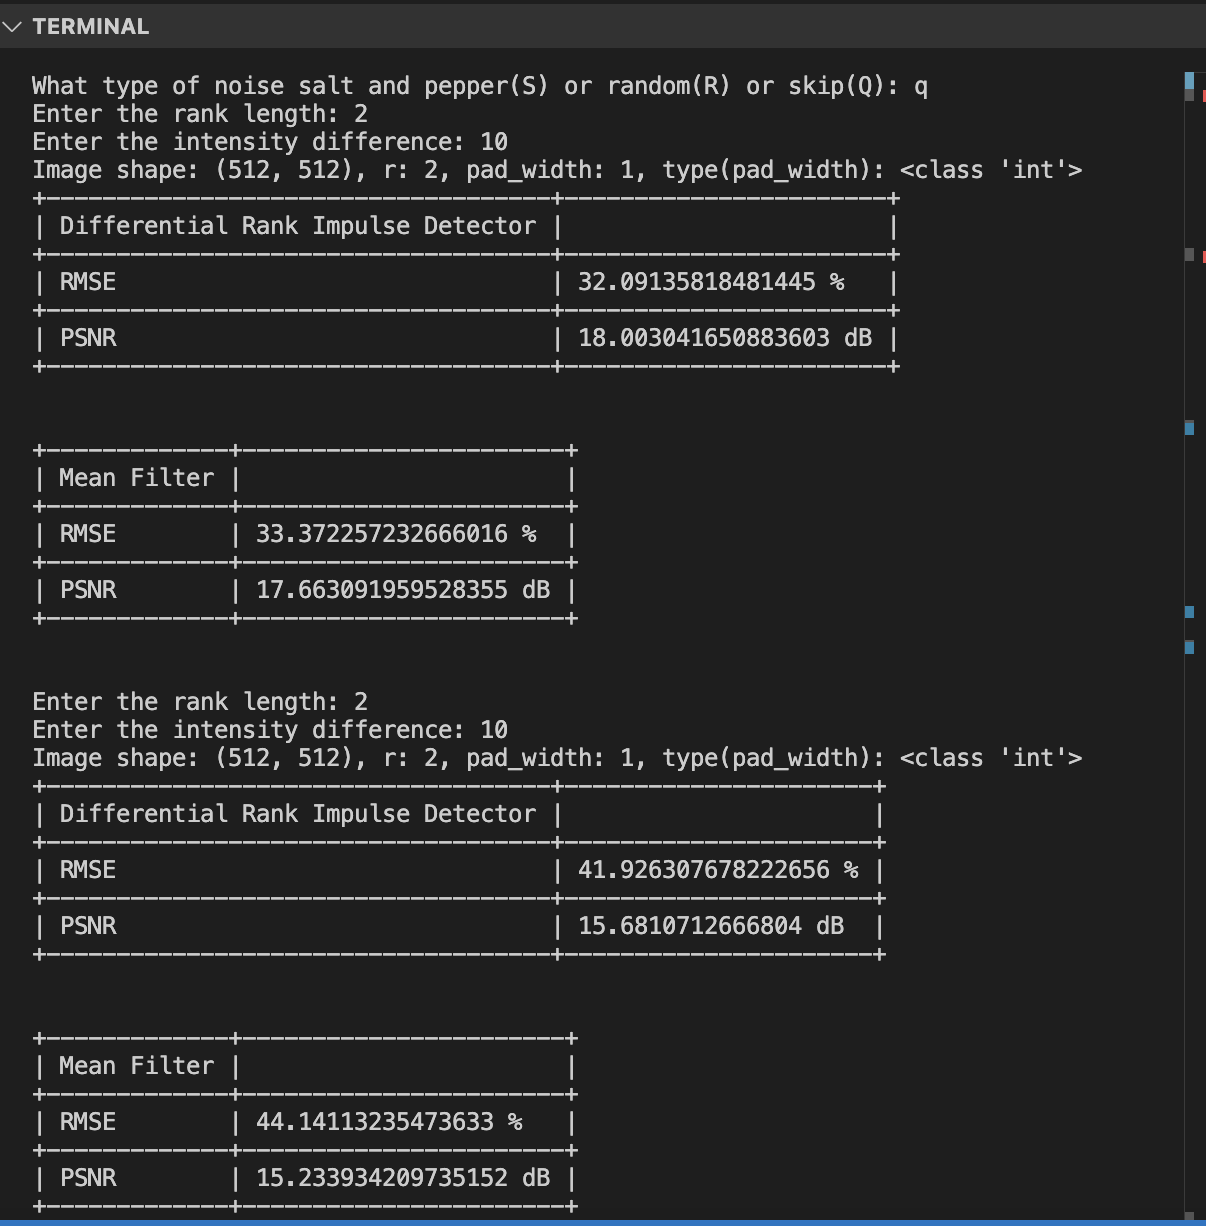 TERMINAL
What type of noise salt and pepper(S) or random(R) or skip(Q): q
Enter the rank length: 2
Enter the intensity difference: 10
Image shape: (512, 512), r: 2, pad_width: 1, type(pad_width): <class 'int'>
+-------------------------------------+-----------------------+
| Differential Rank Impulse Detector |                       |
+-------------------------------------+-----------------------+
| RMSE                                | 32.09135818481445 %   |
+-------------------------------------+-----------------------+
| PSNR                                | 18.003041650883603 dB |
+-------------------------------------+-----------------------+
+-------------+-----------------------+
| Mean Filter |                       |
+-------------+-----------------------+
| RMSE        | 33.372257232666016 %  |
+-------------+-----------------------+
| PSNR        | 17.663091959528355 dB |
+-------------+-----------------------+
Enter the rank length: 2
Enter the intensity difference: 10
Image shape: (512, 512), r: 2, pad_width: 1, type(pad_width): <class 'int'>
+-------------------------------------+----------------------+
| Differential Rank Impulse Detector |                      |
+-------------------------------------+----------------------+
| RMSE                                | 41.926307678222656 % |
+-------------------------------------+----------------------+
| PSNR                                | 15.6810712666804 dB  |
+-------------------------------------+----------------------+
+-------------+-----------------------+
| Mean Filter |                       |
+-------------+-----------------------+
| RMSE        | 44.14113235473633 %   |
+-------------+-----------------------+
| PSNR        | 15.233934209735152 dB |
+-------------+-----------------------+